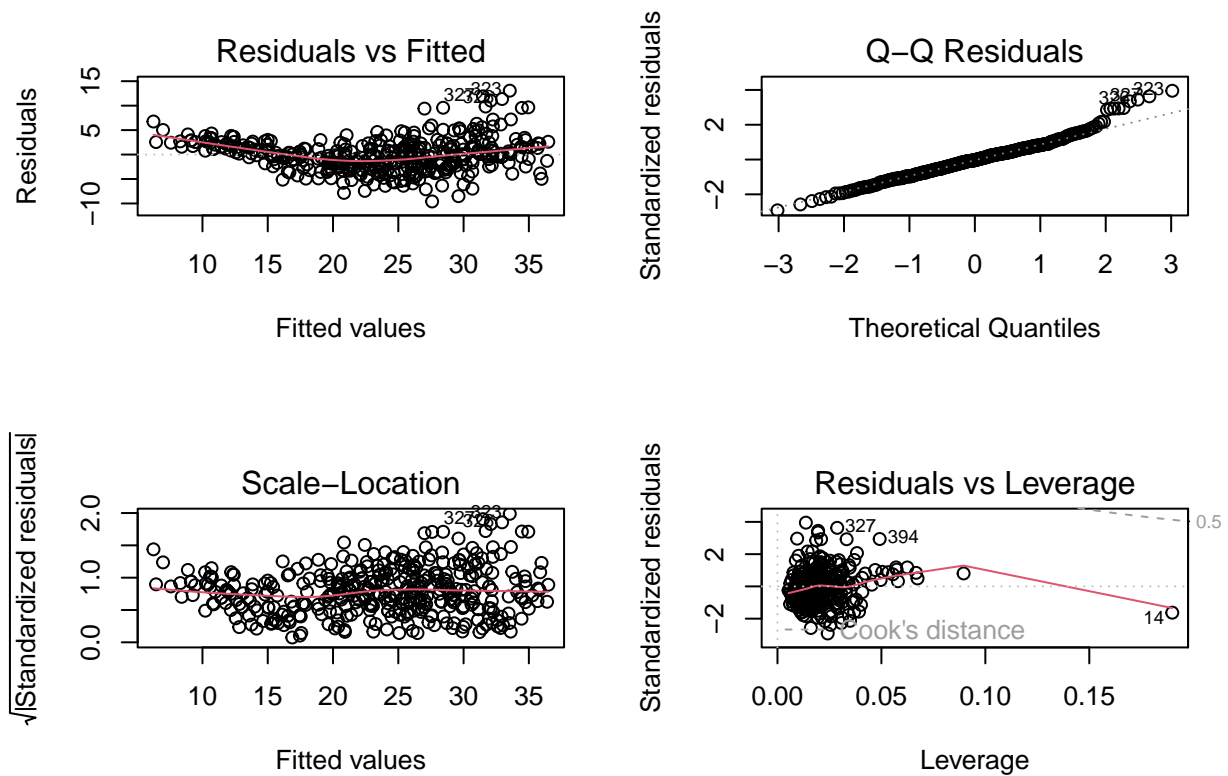 Residuals vs Fitted
Residuals
15
5
−10
323
10 15 20 25 30 35
Fitted values
Q−Q Residuals
Standardized residuals
2
−2
323
−3 −2 −1 0 1 2 3
Theoretical Quantiles
Scale−Location
√|Standardized residuals|
2.0
1.0
0.0
323
10 15 20 25 30 35
Fitted values
Residuals vs Leverage
Standardized residuals
2
−2
327
394
14
0.5
Cook's distance
0.00 0.05 0.10 0.15
Leverage